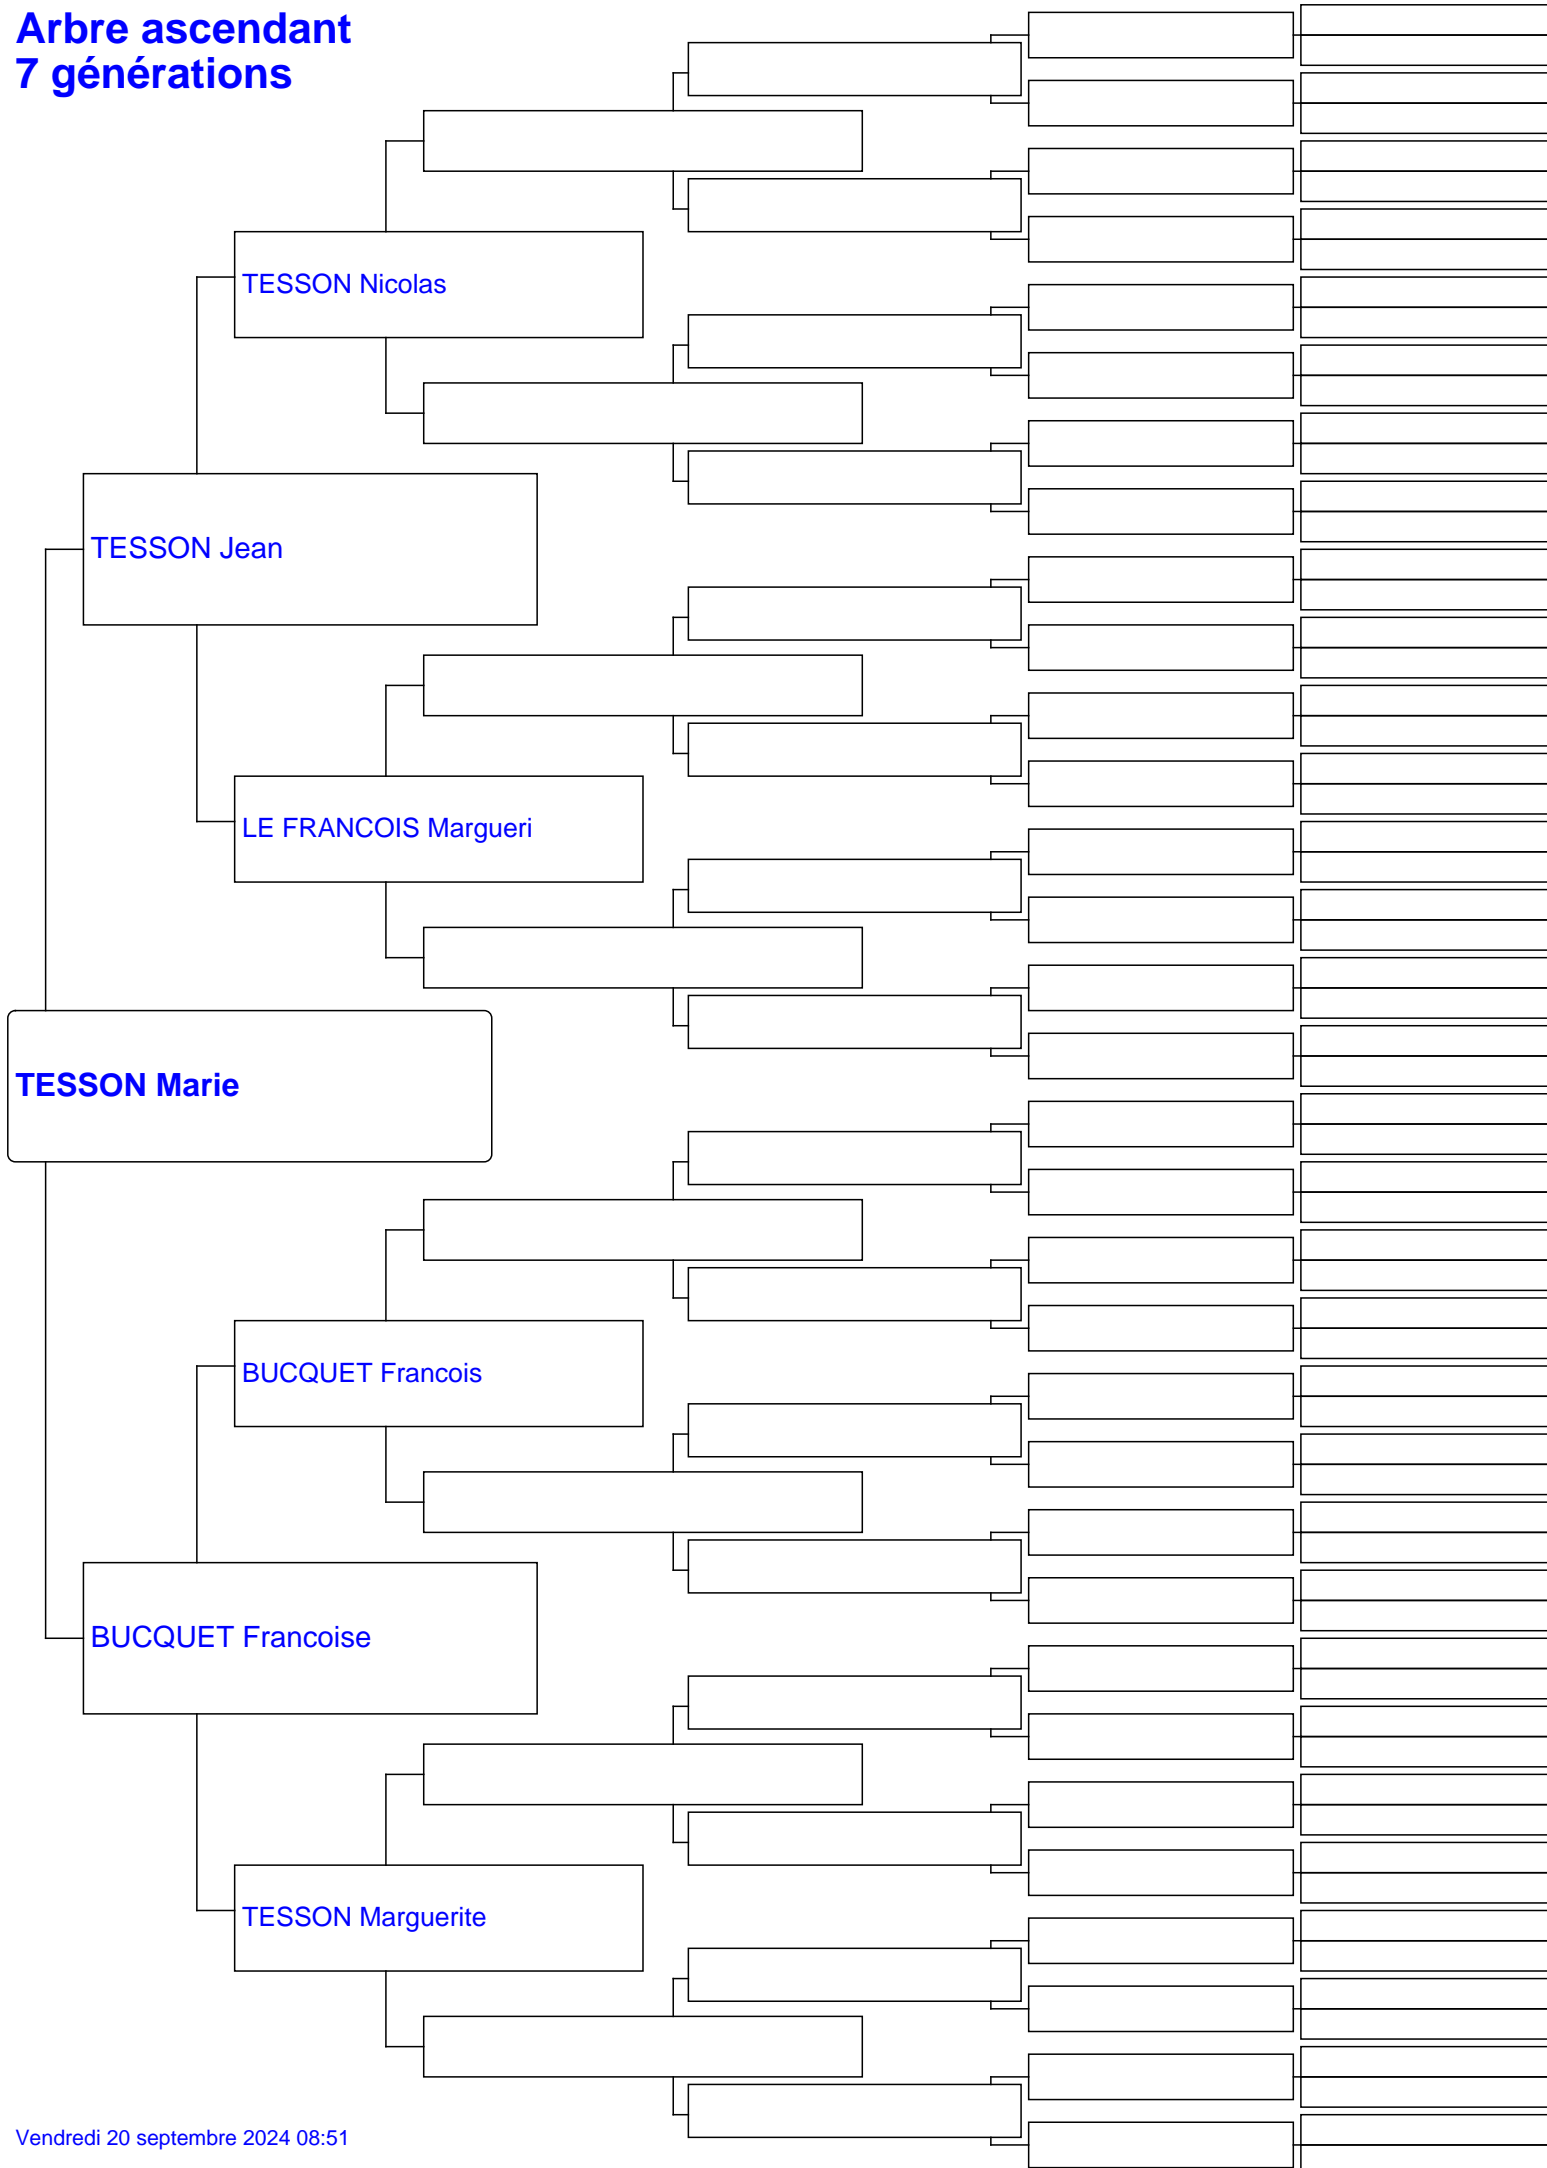 Arbre ascendant
7 générations
TESSON Nicolas
TESSON Jean
LE FRANCOIS Margueri
TESSON Marie
BUCQUET Francois
BUCQUET Francoise
TESSON Marguerite
Vendredi 20 septembre 2024 08:51